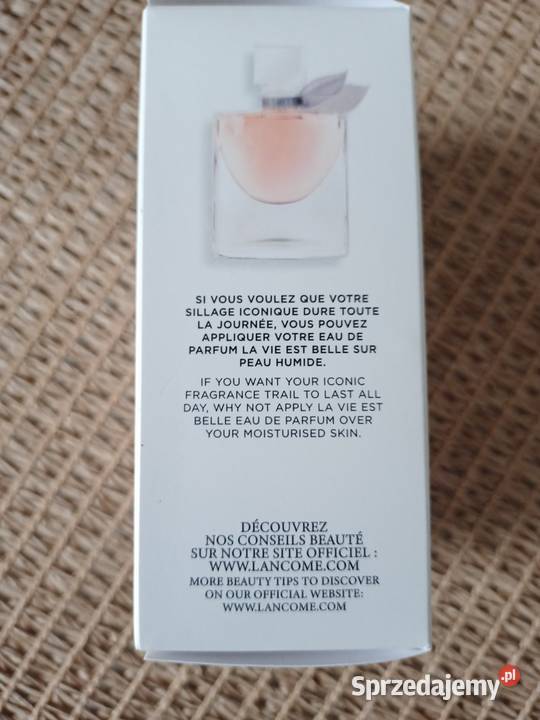 SI VOUS VOULEZ QUE VOTRE
SILLAGE ICONIQUE DURE TOUTE
LA JOURNÉE, VOUS POUVEZ
APPLIQUER VOTRE EAU DE
PARFUM LA VIE EST BELLE SUR
PEAU HUMIDE.
IF YOU WANT YOUR ICONIC
FRAGRANCE TRAIL TO LAST ALL
DAY, WHY NOT APPLY LA VIE EST
BELLE EAU DE PARFUM OVER
YOUR MOISTURISED SKIN.
DÉCOUVREZ
NOS CONSEILS BEAUTÉ
SUR NOTRE SITE OFFICIEL :
WWW.LANCOME.COM
MORE BEAUTY TIPS TO DISCOVER
ON OUR OFFICIAL WEBSITE:
WWW.LANCOME.COM
Sprzedajemy.pl